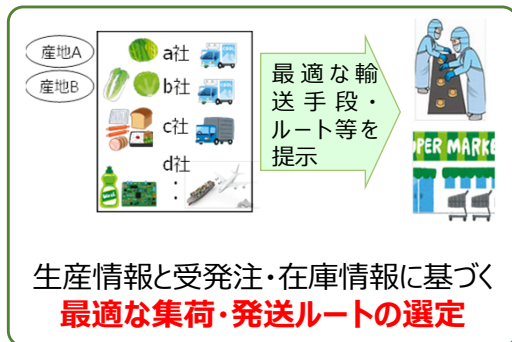 産地A
産地B
a社
b社
c社
d社
:
最適な輸
送手段・
ルート等を
提示
UPER MARKE
生産情報と受発注・在庫情報に基づく
最適な集荷・発送ルートの選定